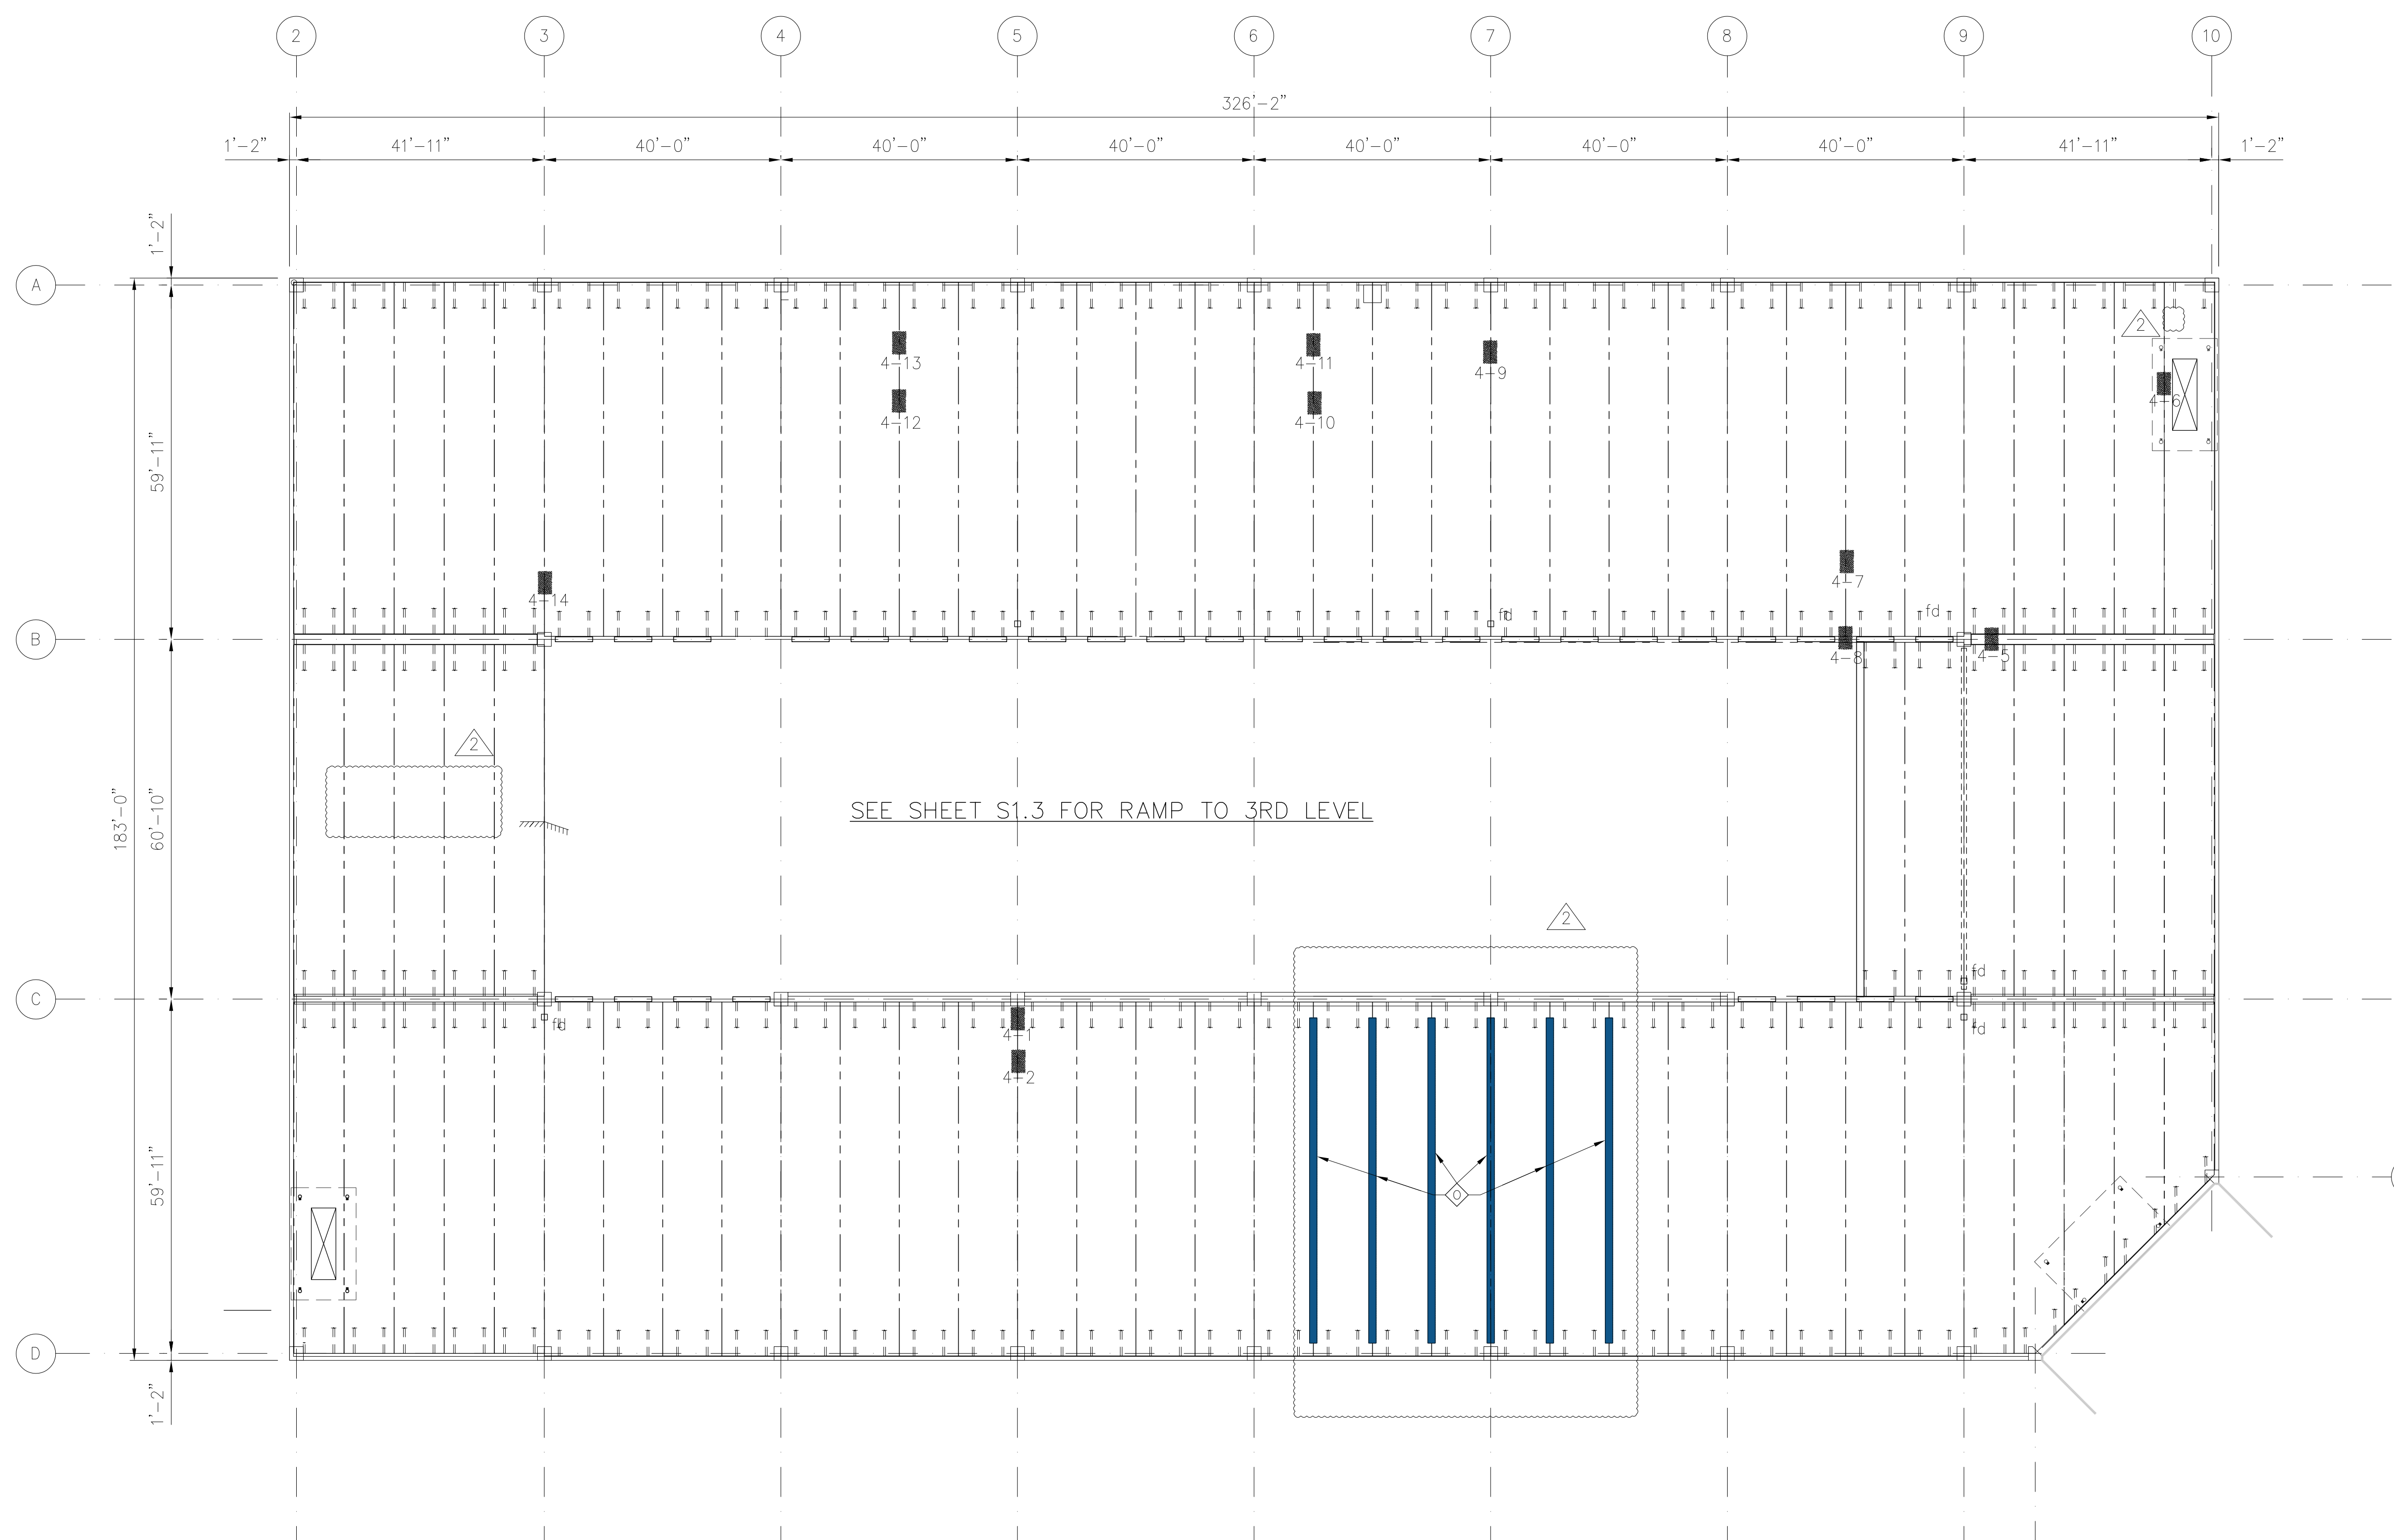 2 3 4 5 6 7 8 9 10
326'-2"
1'-2" 41'-11" 40'-0" 40'-0" 40'-0" 40'-0" 40'-0" 40'-0" 41'-11" 1'-2"
1'-2"
A
2
4-13 4-11 4-9
4-6
4-12 4-10
59'-11"
4-7
4-14
fd fd
B
4-8 4-5
2
183'-0" 60'-10"
SEE SHEET S1.3 FOR RAMP TO 3RD LEVEL
2
fd
C
fd fd
4-1
4-2
59'-11"
0
D
1'-2"